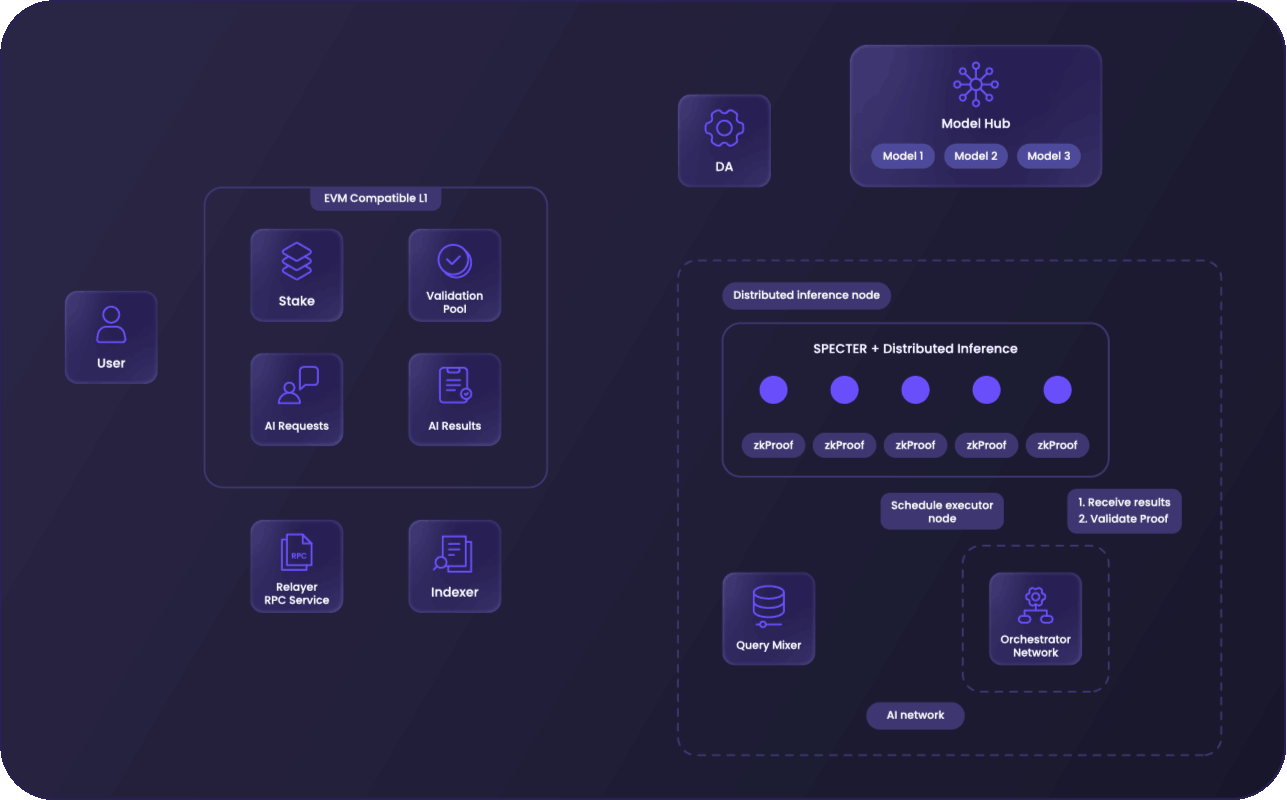 Model Hub
Model 1
Model 2
Model 3
DA
EVM Compatible L1
Stake
Validation
Pool
User
AI Requests
AI Results
Relayer
RPC Service
RPC
Indexer
Distributed inference node
SPECTER + Distributed Inference
zkProof
zkProof
zkProof
zkProof
zkProof
Schedule executor
node
1. Receive results
2. Validate Proof
Query Mixer
Orchestrator
Network
AI network